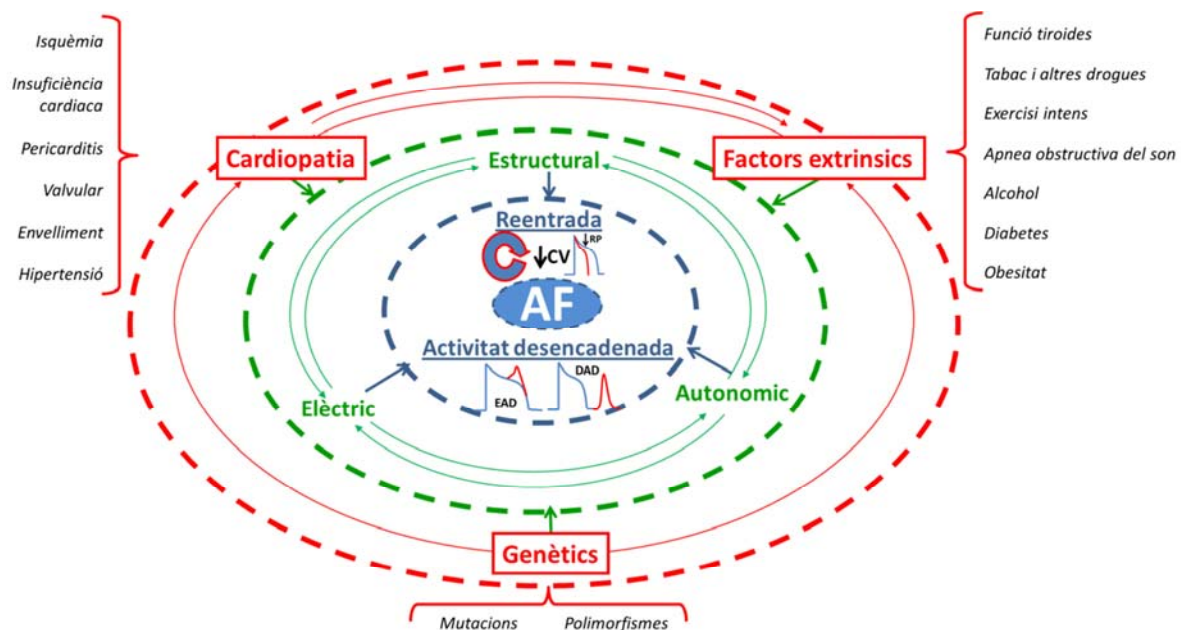 Isquèmia
Insuficiència
cardiaca
Pericarditis
Valvular
Envelliment
Hipertensió
Funció tiroides
Tabac i altres drogues
Exercisi intens
Apnea obstructiva del son
Alcohol
Diabetes
Obesitat
Cardiopatia
Factors extrinsics
Estructural
Reentrada
↓CV
↓RP
AF
Activitat desencadenada
EAD
DAD
Elèctric
Autonomic
Genètics
Mutacions
Polimorfismes